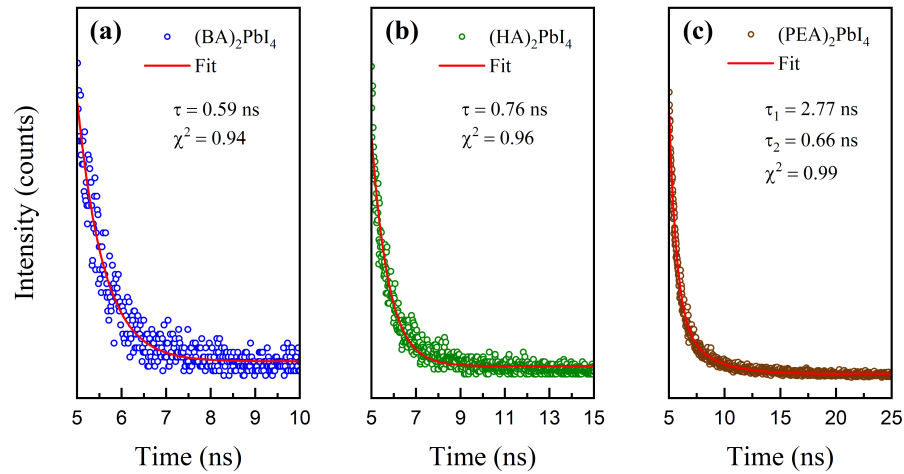 Intensity (counts)
(a)
(BA)₂PbI₄
Fit
τ = 0.59 ns
χ² = 0.94
5 6 7 8 9 10
Time (ns)
(b)
(HA)₂PbI₄
Fit
τ = 0.76 ns
χ² = 0.96
5 7 9 11 13 15
Time (ns)
(c)
(PEA)₂PbI₄
Fit
τ₁ = 2.77 ns
τ₂ = 0.66 ns
χ² = 0.99
5 10 15 20 25
Time (ns)